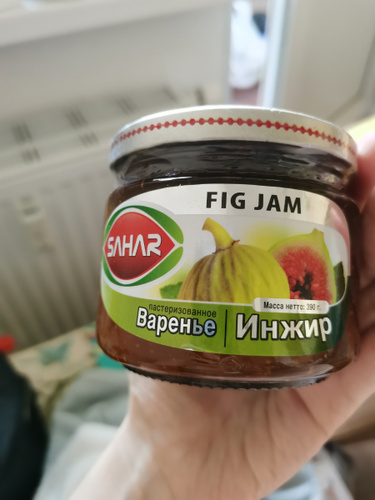 FIG JAM
SAHAR
Масса нетто: 390 г.
пастеризованное
Варенье | Инжир